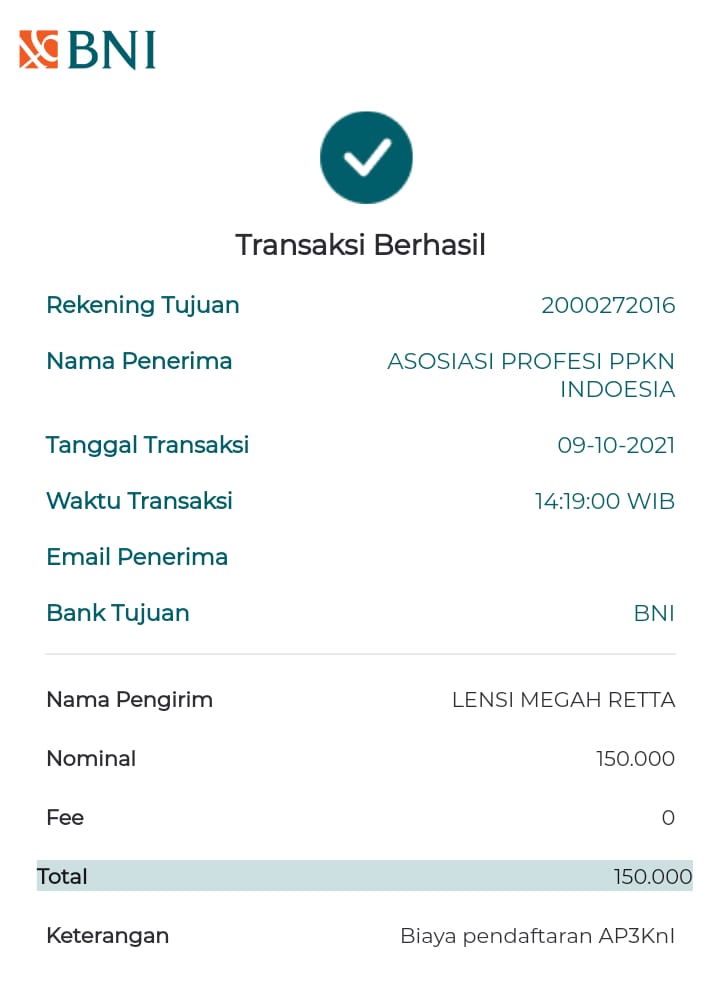 BNI
Transaksi Berhasil
Rekening Tujuan 2000272016
Nama Penerima ASOSIASI PROFESI PPKN
INDOESIA
Tanggal Transaksi 09-10-2021
Waktu Transaksi 14:19:00 WIB
Email Penerima
Bank Tujuan BNI
Nama Pengirim LENSI MEGAH RETTA
Nominal 150.000
Fee 0
Total 150.000
Keterangan Biaya pendaftaran AP3KnI